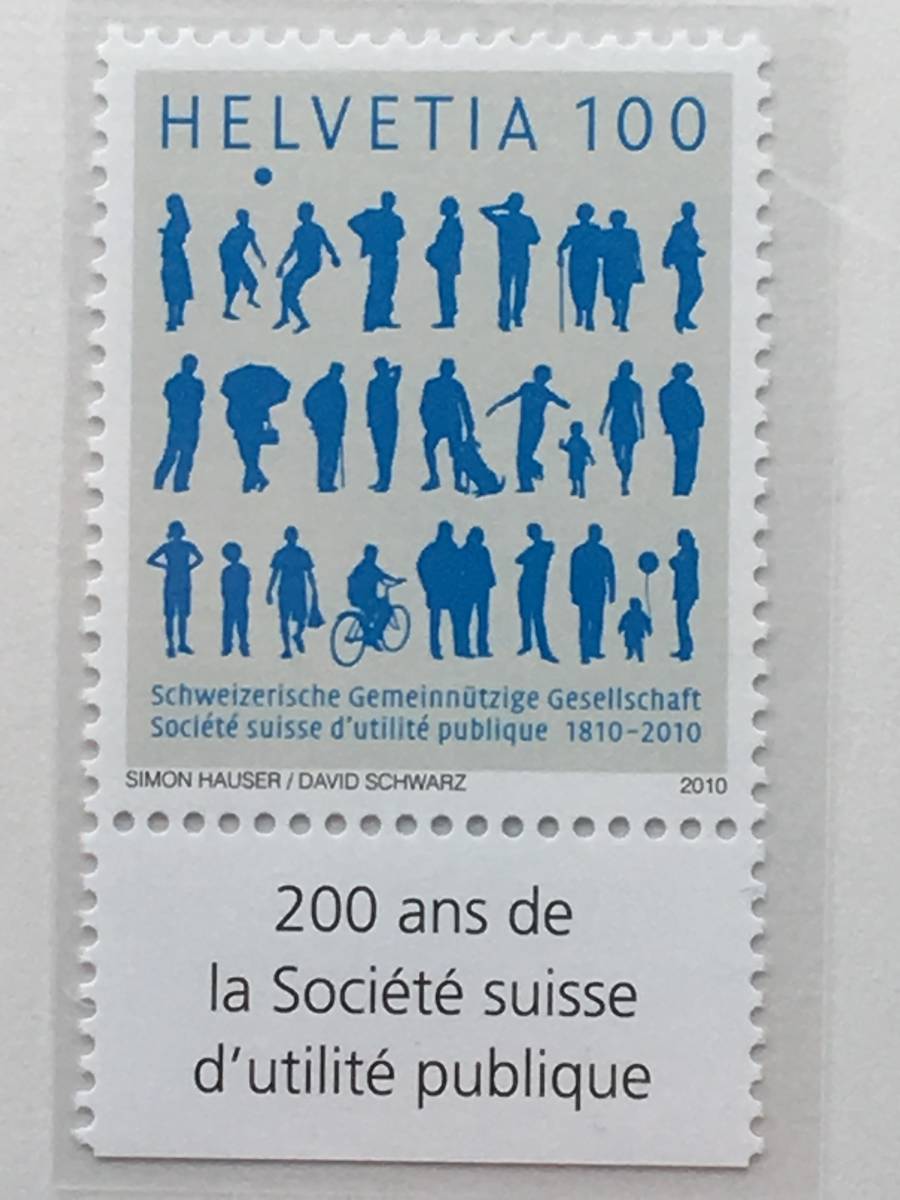 HELVETIA 100
Schweizerische Gemeinnützige Gesellschaft
Société suisse d'utilité publique 1810-2010
SIMON HAUSER / DAVID SCHWARZ 2010
200 ans de
la Société suisse
d'utilité publique